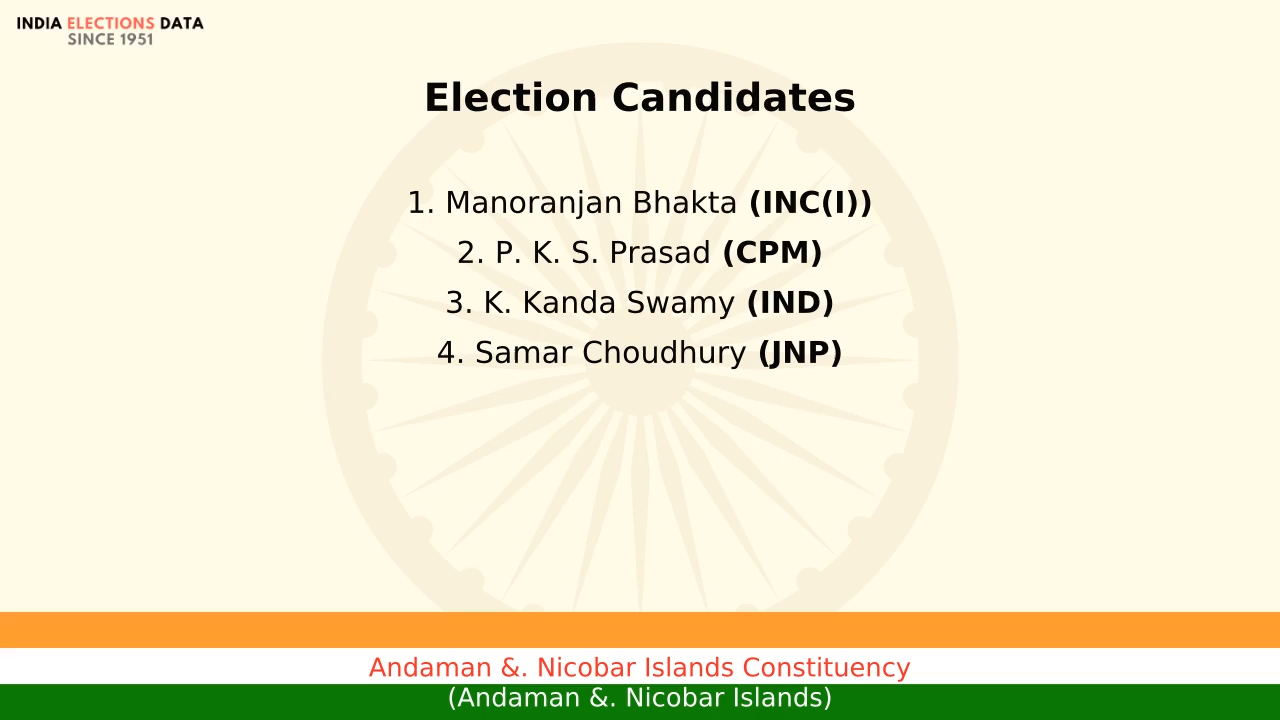 INDIA ELECTIONS DATA
SINCE 1951
Election Candidates
1. Manoranjan Bhakta (INC(I))
2. P. K. S. Prasad (CPM)
3. K. Kanda Swamy (IND)
4. Samar Choudhury (JNP)
Andaman &. Nicobar Islands Constituency
(Andaman &. Nicobar Islands)